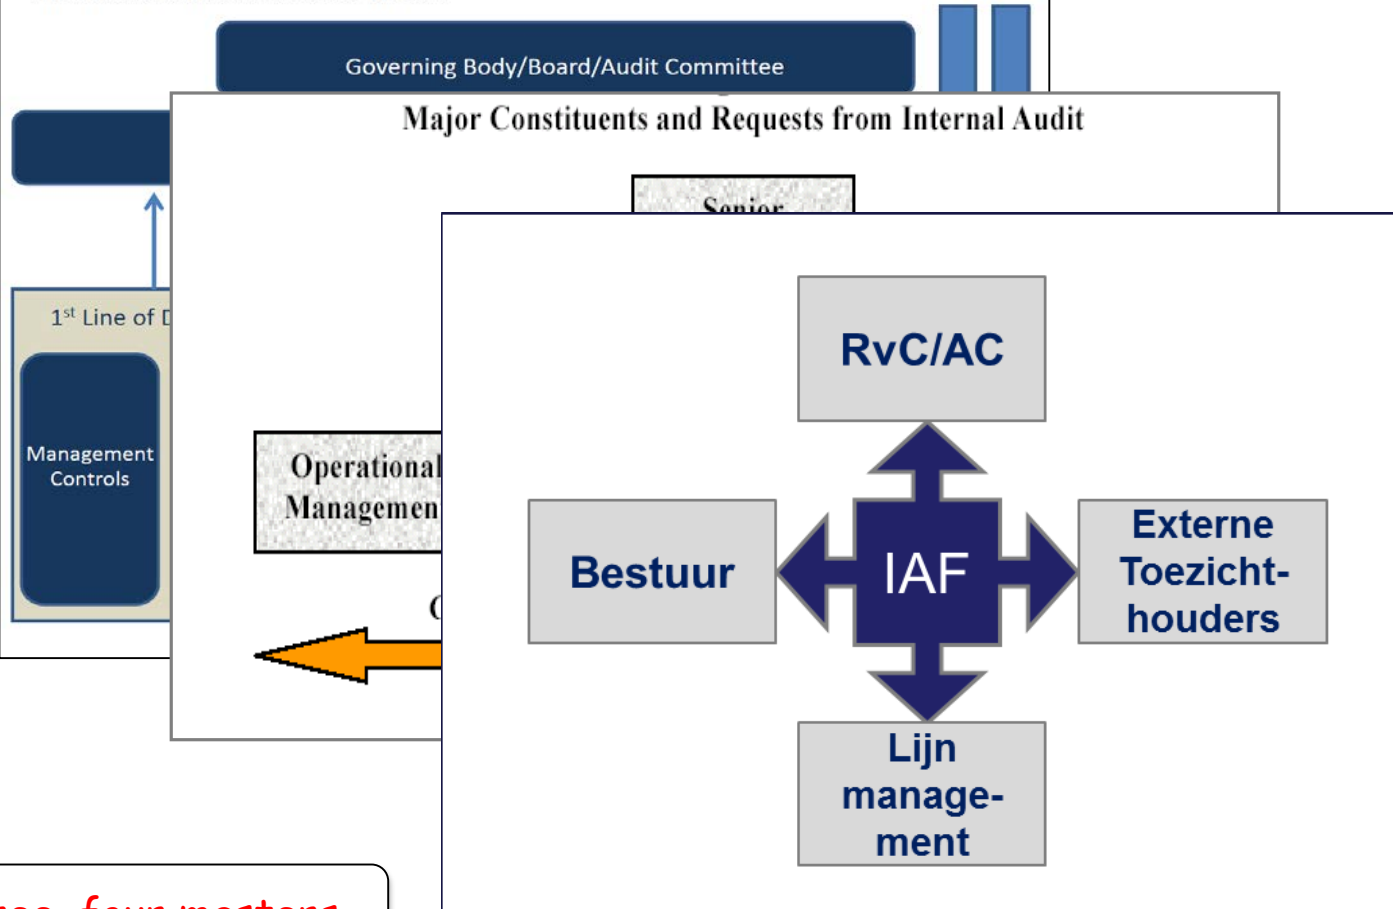 Governing Body/Board/Audit Committee
Major Constituents and Requests from Internal Audit
Senior
1st Line of
Management
Controls
Operational
RvC/AC
Bestuur
IAF
Externe
Toezicht-
houders
Lijn
manage-
ment
four masters